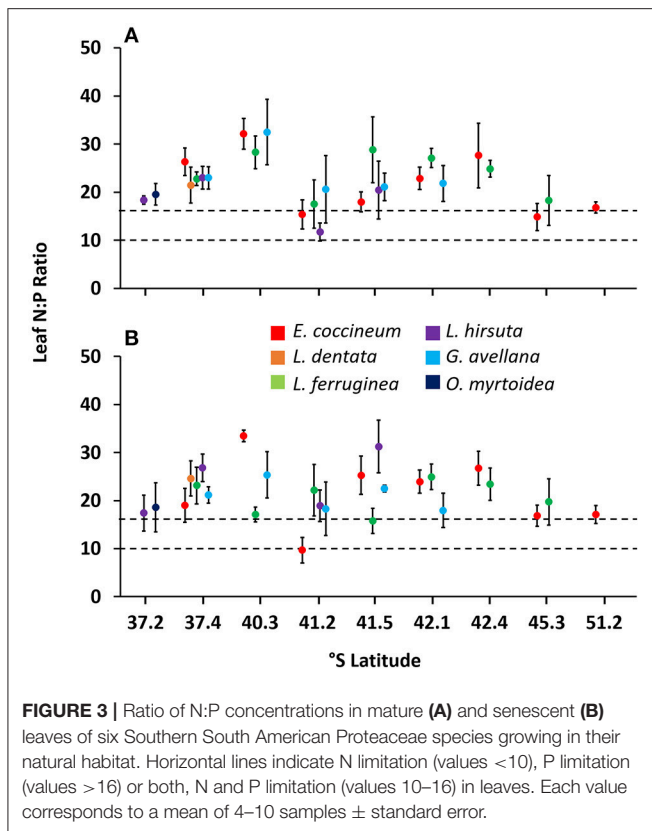 A
50
40
30
20
10
0
Leaf N:P Ratio
B
50
40
30
20
10
0
E. coccineum
L. hirsuta
L. dentata
G. avellana
L. ferruginea
O. myrtoidea
37.2 37.4 40.3 41.2 41.5 42.1 42.4 45.3 51.2
°S Latitude
FIGURE 3 | Ratio of N:P concentrations in mature (A) and senescent (B)
leaves of six Southern South American Proteaceae species growing in their
natural habitat. Horizontal lines indicate N limitation (values <10), P limitation
(values >16) or both, N and P limitation (values 10–16) in leaves. Each value
corresponds to a mean of 4–10 samples ± standard error.